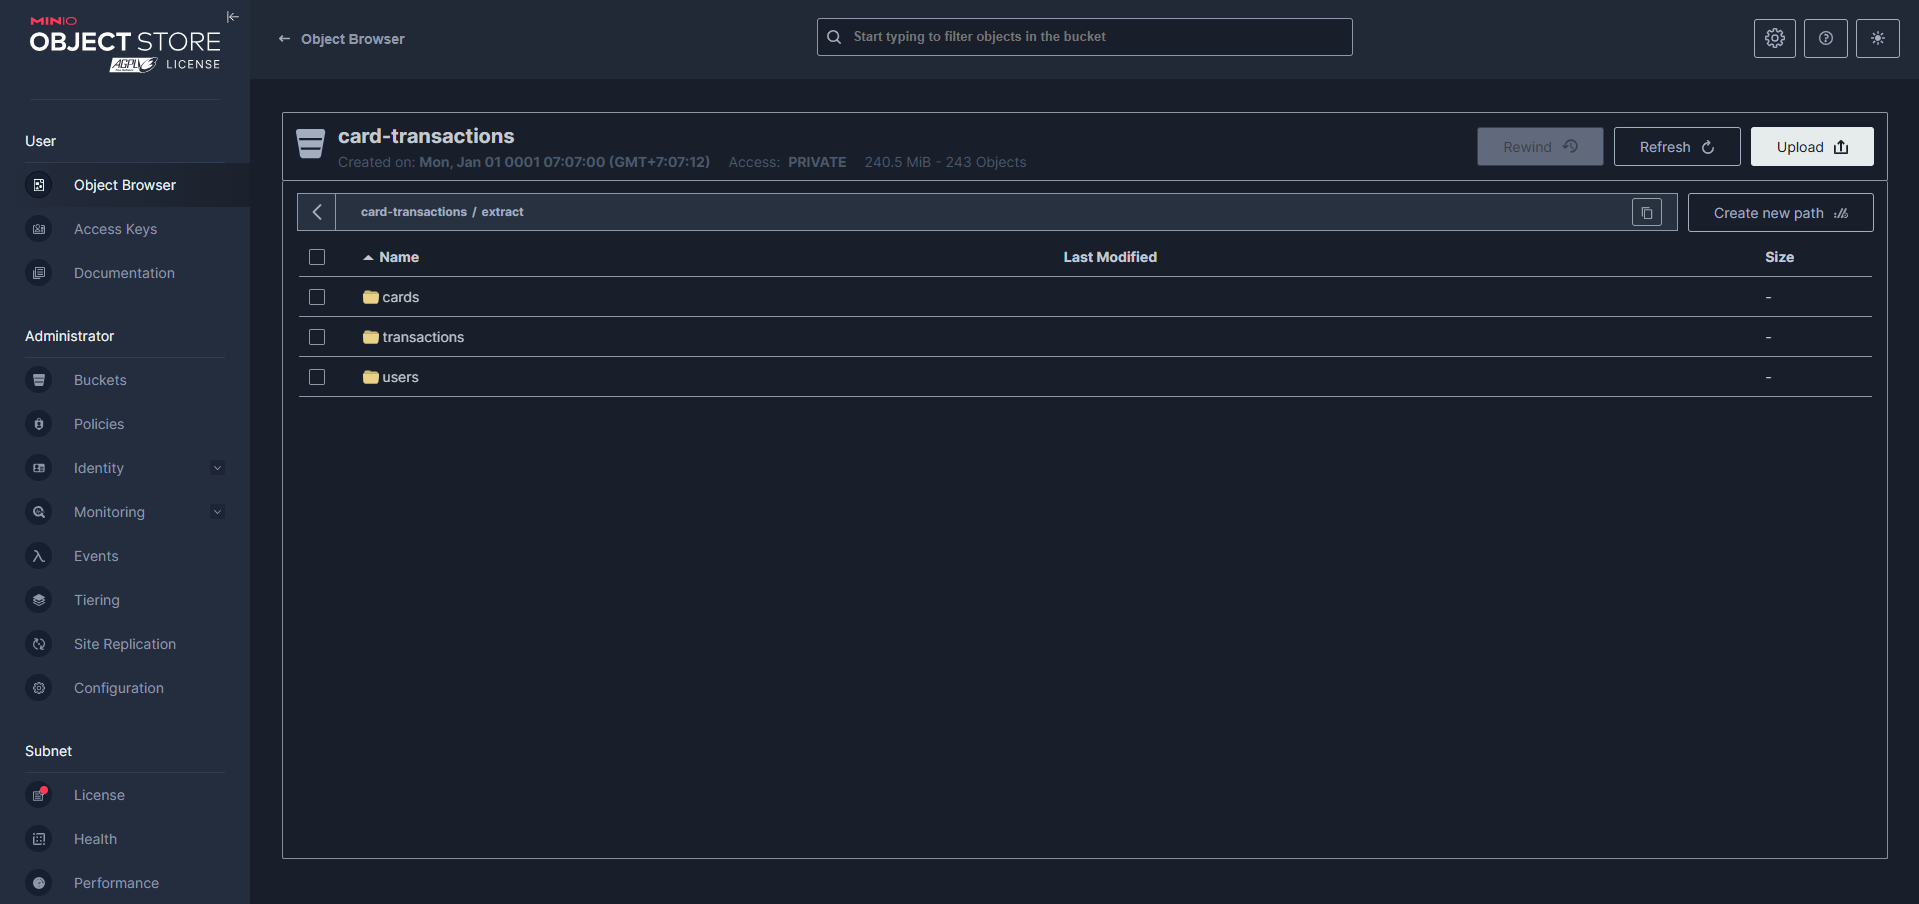 MINIO
OBJECT STORE
AGPLv3 LICENSE
User
Object Browser
Access Keys
Documentation
Administrator
Buckets
Policies
Identity
Monitoring
Events
Tiering
Site Replication
Configuration
Subnet
License
Health
Performance
Object Browser
Start typing to filter objects in the bucket
card-transactions
Created on: Mon, Jan 01 0001 07:07:00 (GMT+7:07:12) Access: PRIVATE 240.5 MiB - 243 Objects
Rewind
Refresh
Upload
card-transactions / extract
Create new path
Name Last Modified Size
cards -
transactions -
users -